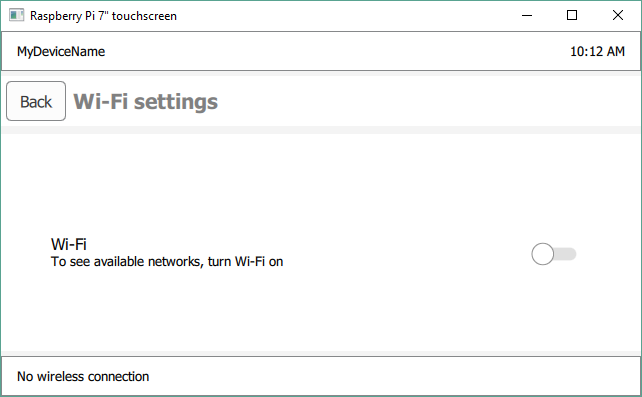 Raspberry Pi 7" touchscreen
MyDeviceName 10:12 AM
Back Wi-Fi settings
Wi-Fi
To see available networks, turn Wi-Fi on
No wireless connection